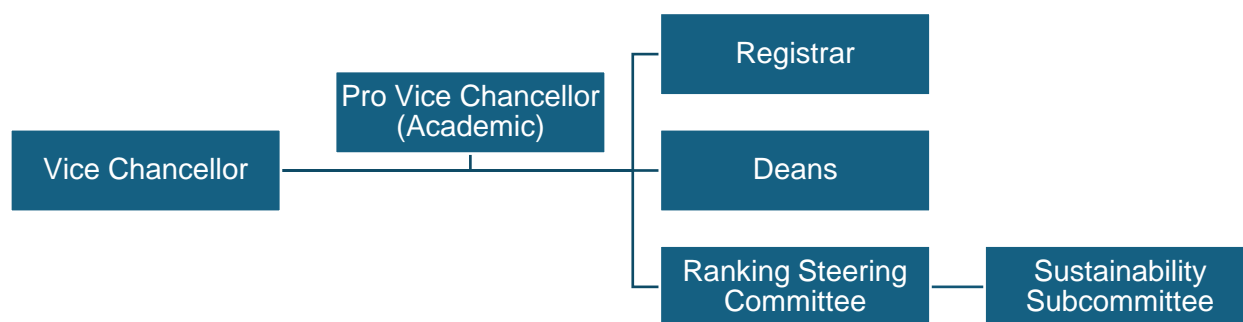 Vice Chancellor
Pro Vice Chancellor
(Academic)
Registrar
Deans
Ranking Steering
Committee
Sustainability
Subcommittee